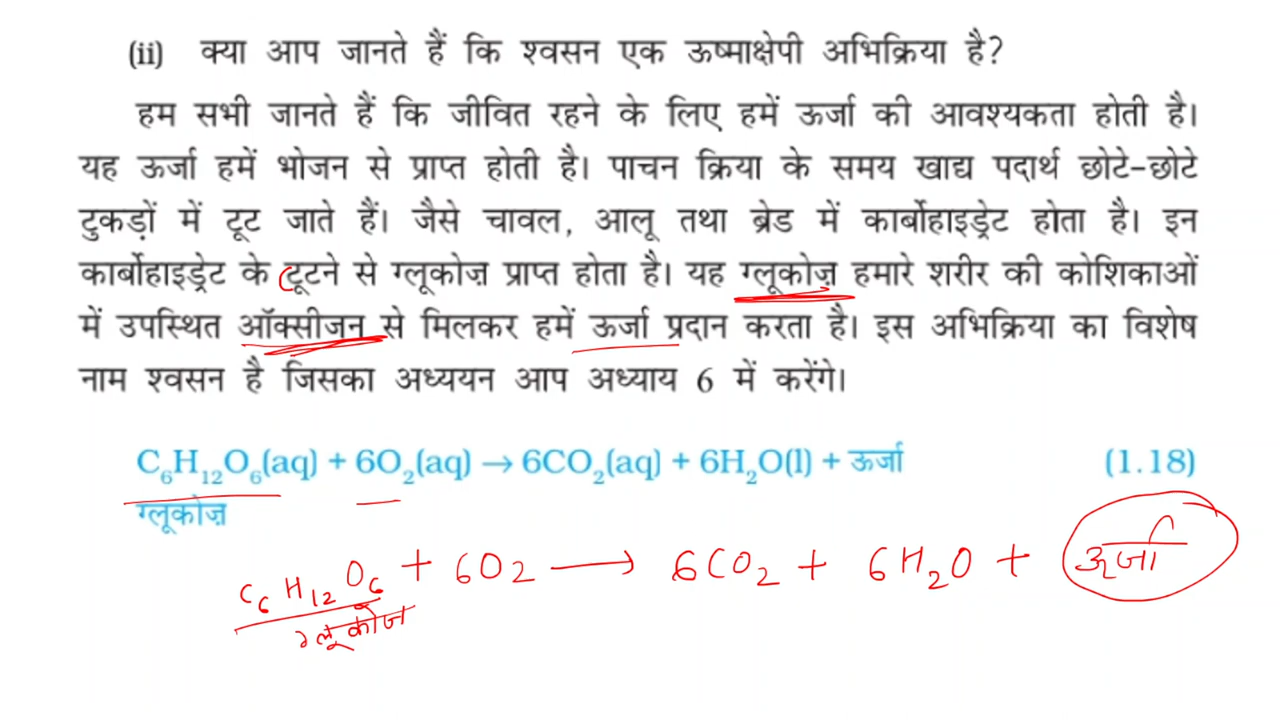 (ii) क्या आप जानते हैं कि श्वसन एक ऊष्माक्षेपी अभिक्रिया है?
हम सभी जानते हैं कि जीवित रहने के लिए हमें ऊर्जा की आवश्यकता होती है।
यह ऊर्जा हमें भोजन से प्राप्त होती है। पाचन क्रिया के समय खाद्य पदार्थ छोटे-छोटे
टुकड़ों में टूट जाते हैं। जैसे चावल, आलू तथा ब्रेड में कार्बोहाइड्रेट होता है। इन
कार्बोहाइड्रेट के टूटने से ग्लूकोज़ प्राप्त होता है। यह ग्लूकोज़ हमारे शरीर की कोशिकाओं
में उपस्थित ऑक्सीजन से मिलकर हमें ऊर्जा प्रदान करता है। इस अभिक्रिया का विशेष
नाम श्वसन है जिसका अध्ययन आप अध्याय 6 में करेंगे।
C₆H₁₂O₆(aq) + 6O₂(aq) → 6CO₂(aq) + 6H₂O(l) + ऊर्जा (1.18)
ग्लूकोज़
C₆H₁₂O₆ + 6O₂ ⟶ 6CO₂ + 6H₂O + ऊर्जा
ग्लूकोज